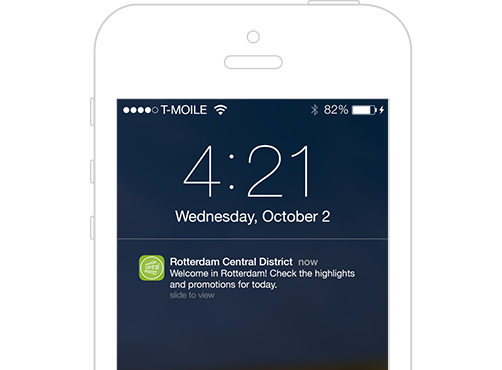 T-MOILE 82%
4:21
Wednesday, October 2
Rotterdam Central District now
Welcome in Rotterdam! Check the highlights
and promotions for today.
slide to view